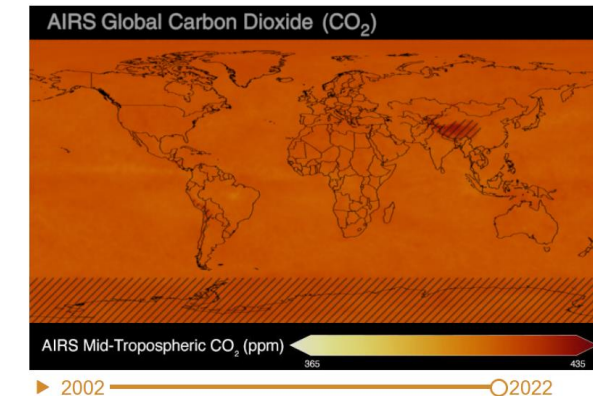 AIRS Global Carbon Dioxide (CO₂)
AIRS Mid-Tropospheric CO₂ (ppm)
365 435
2002 2022